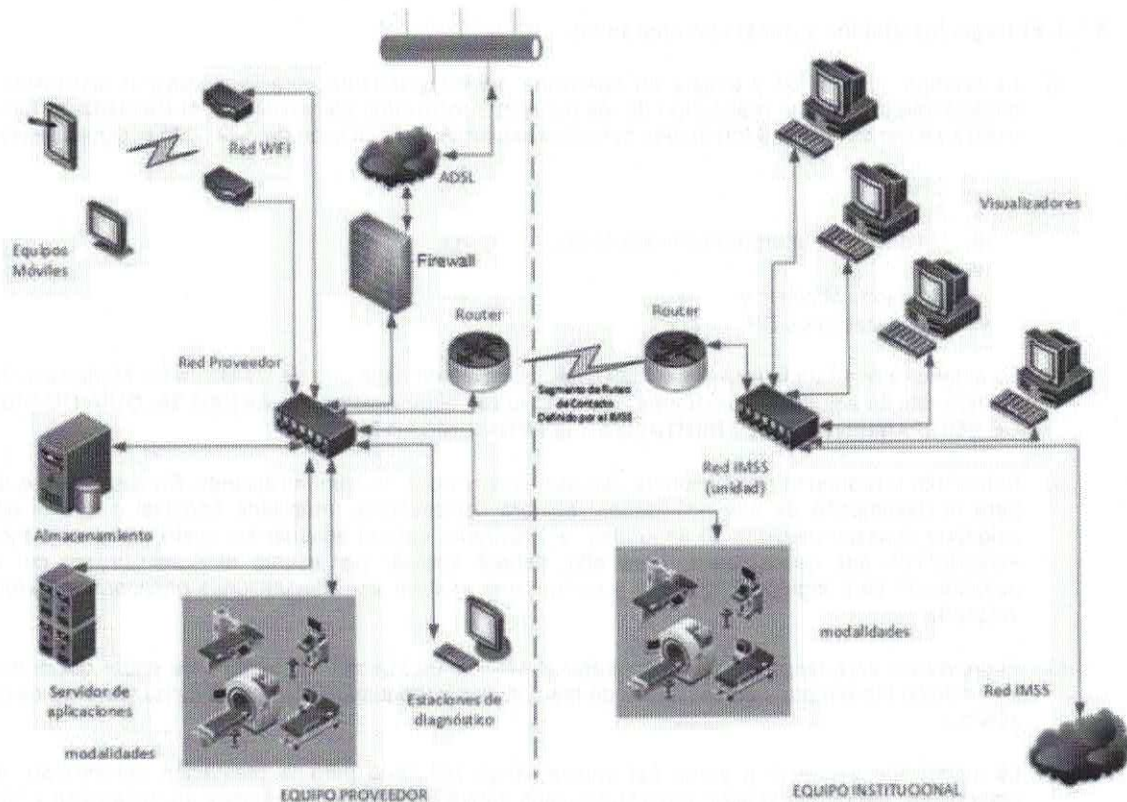 Red WIFI
ADSL
Equipos
Móviles
Firewall
Visualizadores
Router
Router
Red Proveedor
Segmento de Puesto
de Contacto
Definido por el IMSS
Red IMSS
(unidad)
Almacenamiento
modalidades
Servidor de
aplicaciones
Estaciones de
diagnóstico
Red IMSS
modalidades
EQUIPO PROVEEDOR
EQUIPO INSTITUCIONAL